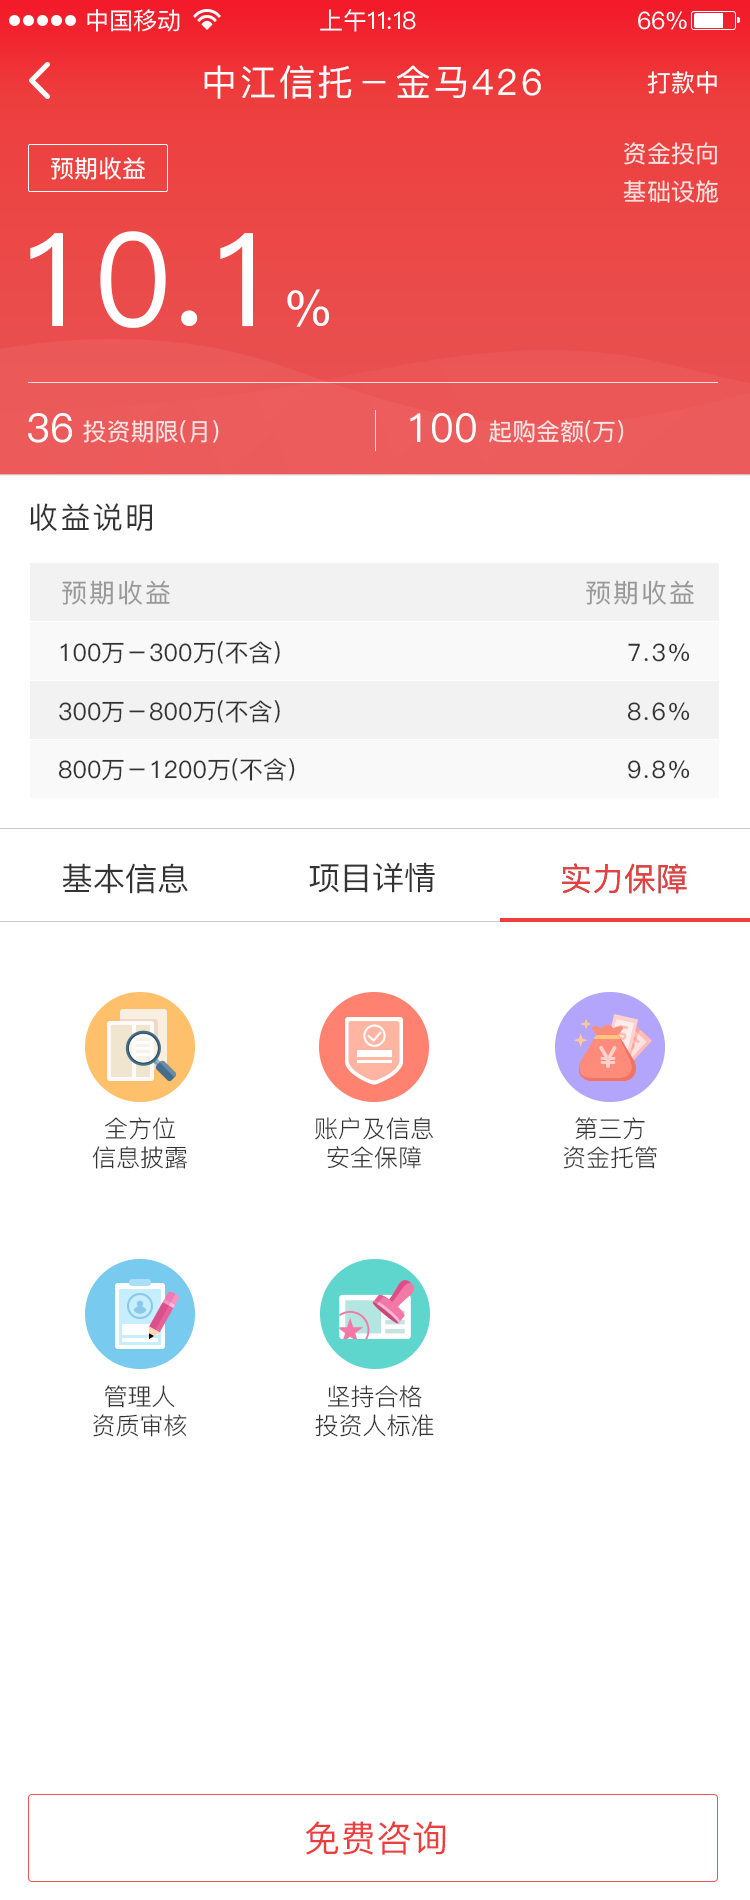 中国移动 上午11:18 66%
中江信托－金马426 打款中
预期收益 资金投向
基础设施
10.1%
36 投资期限(月) 100 起购金额(万)
收益说明
预期收益 预期收益
100万－300万(不含) 7.3%
300万－800万(不含) 8.6%
800万－1200万(不含) 9.8%
基本信息 项目详情 实力保障
¥
全方位 账户及信息 第三方
信息披露 安全保障 资金托管
管理人 坚持合格
资质审核 投资人标准
免费咨询